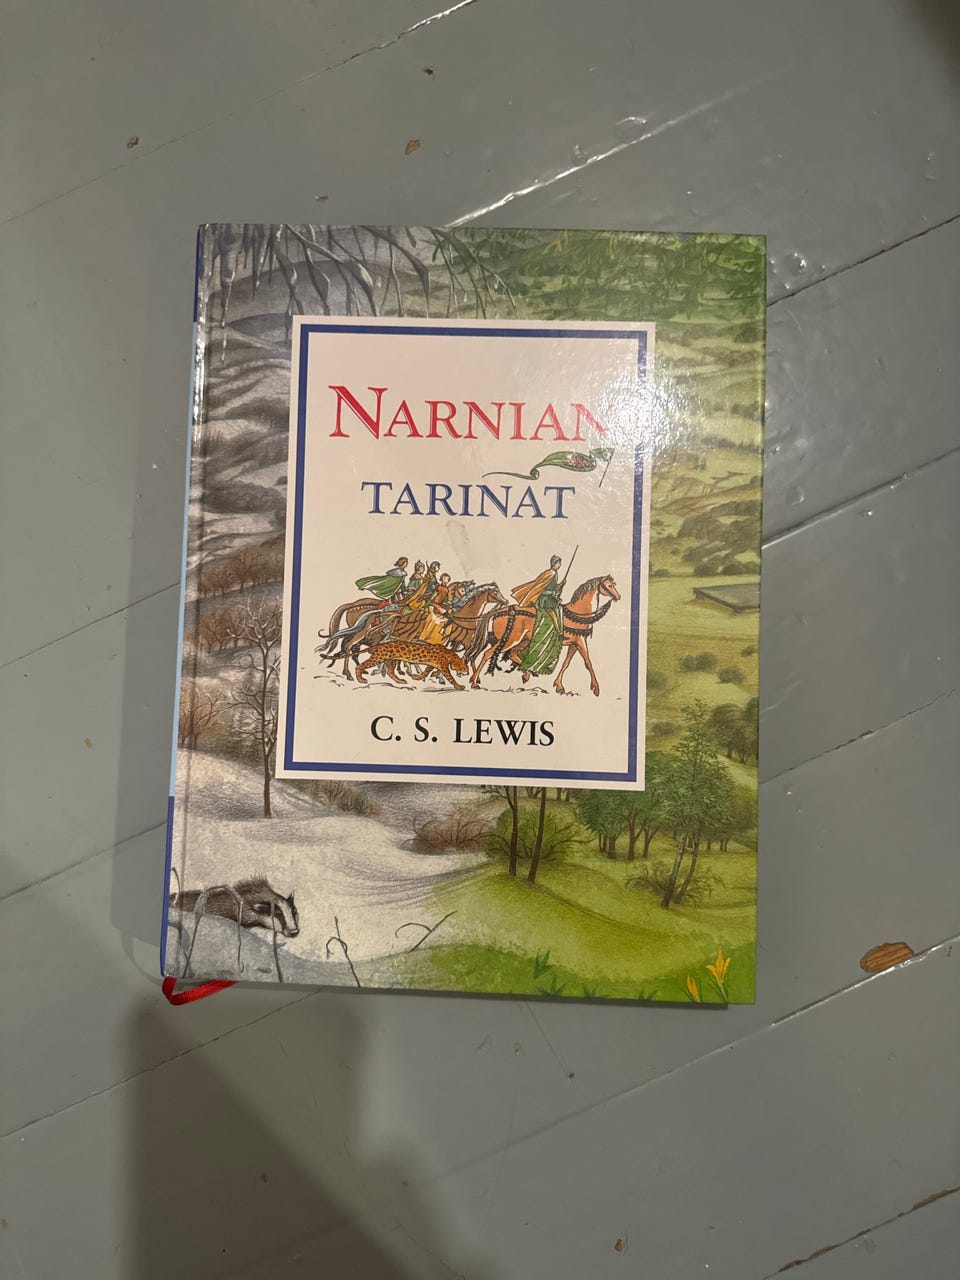 NARNIAN
TARINAT
C. S. LEWIS